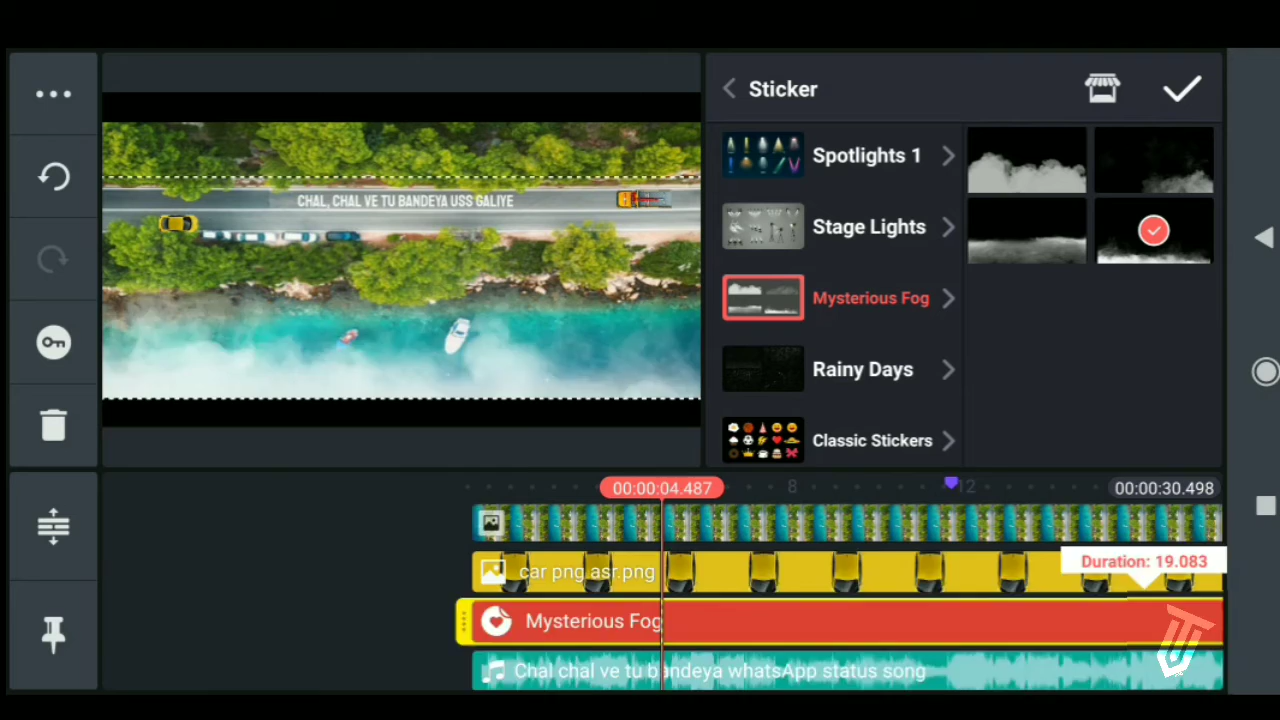 Sticker
CHAL, CHAL VE TU BANDEYA USS GALIYE
Spotlights 1
Stage Lights
Mysterious Fog
Rainy Days
Classic Stickers
00:00:04.487
8
12
00:00:30.498
car png asr.png
Duration: 19.083
Mysterious Fog
Chal chal ve tu bandeya whatsApp status song